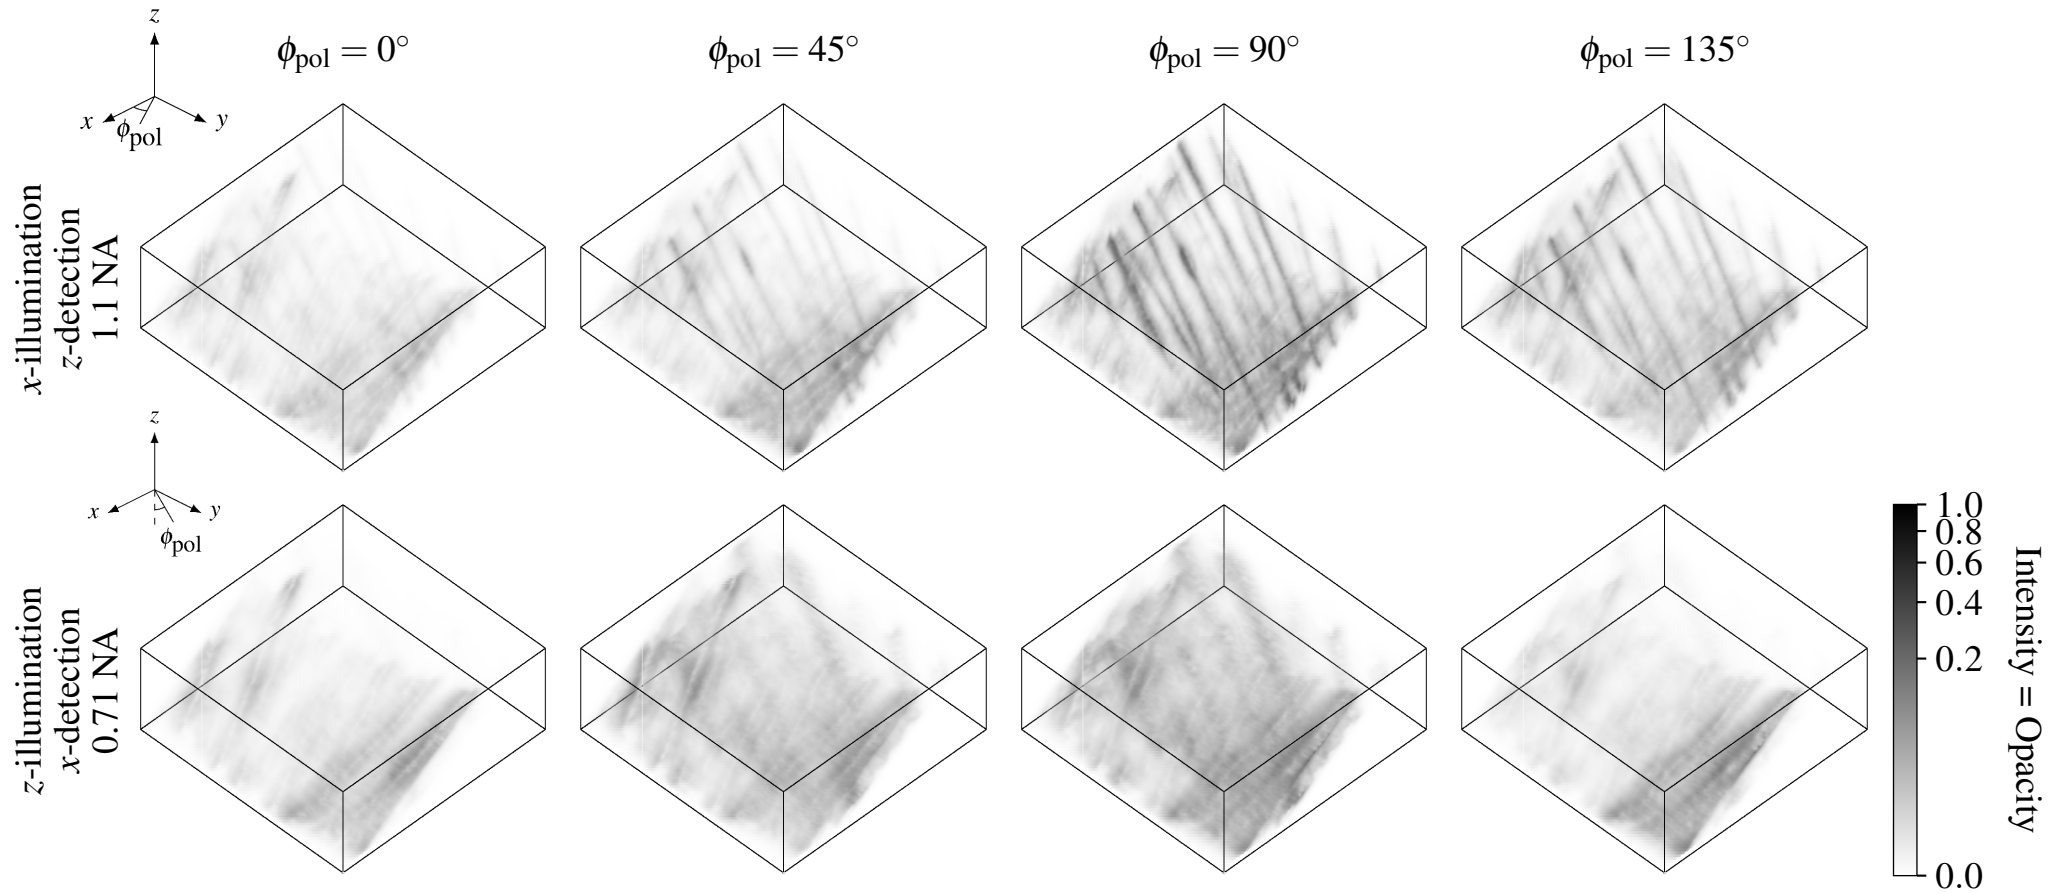 z
x
y
ϕpol
ϕpol = 0°
ϕpol = 45°
ϕpol = 90°
ϕpol = 135°
x-illumination
z-detection
1.1 NA
z
x
y
ϕpol
z-illumination
x-detection
0.71 NA
1.0
0.8
0.6
0.4
0.2
0.0
Intensity = Opacity